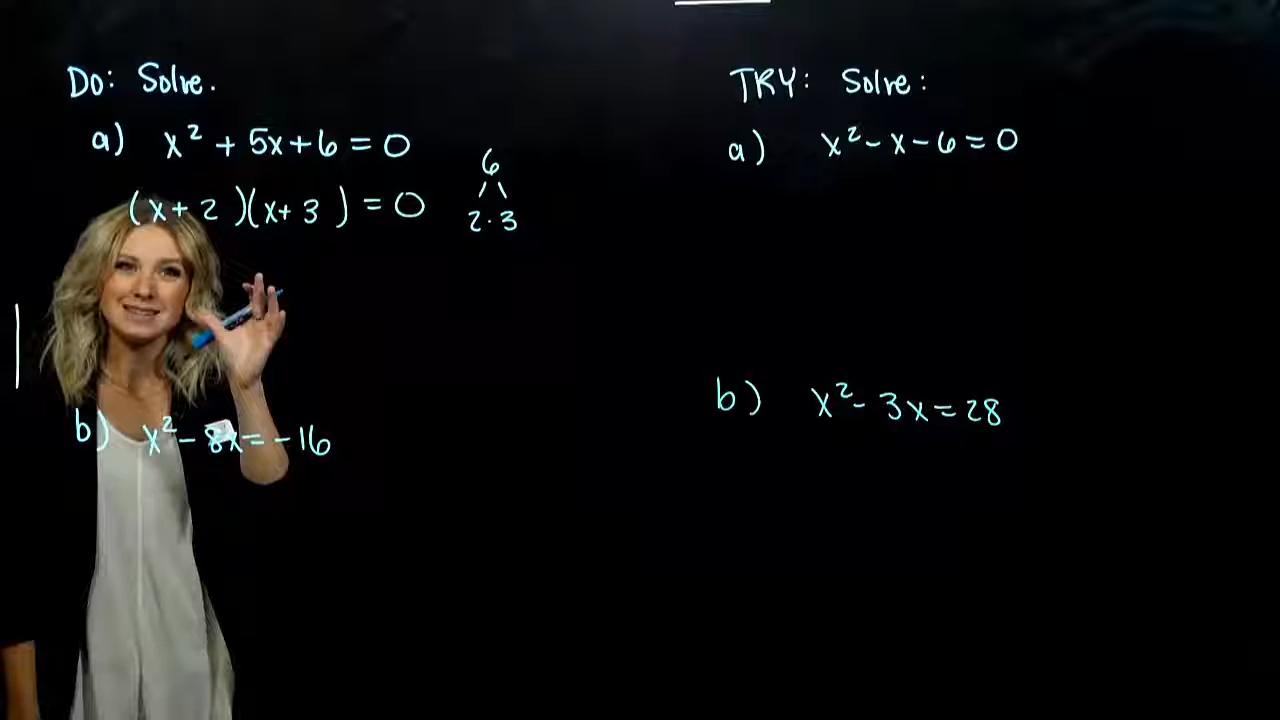 Do: Solve.
a) x² + 5x + 6 = 0
(x + 2)(x + 3) = 0
6
2 · 3
b) x² - 8x = -16
TRY: Solve:
a) x² - x - 6 = 0
b) x² - 3x = 28